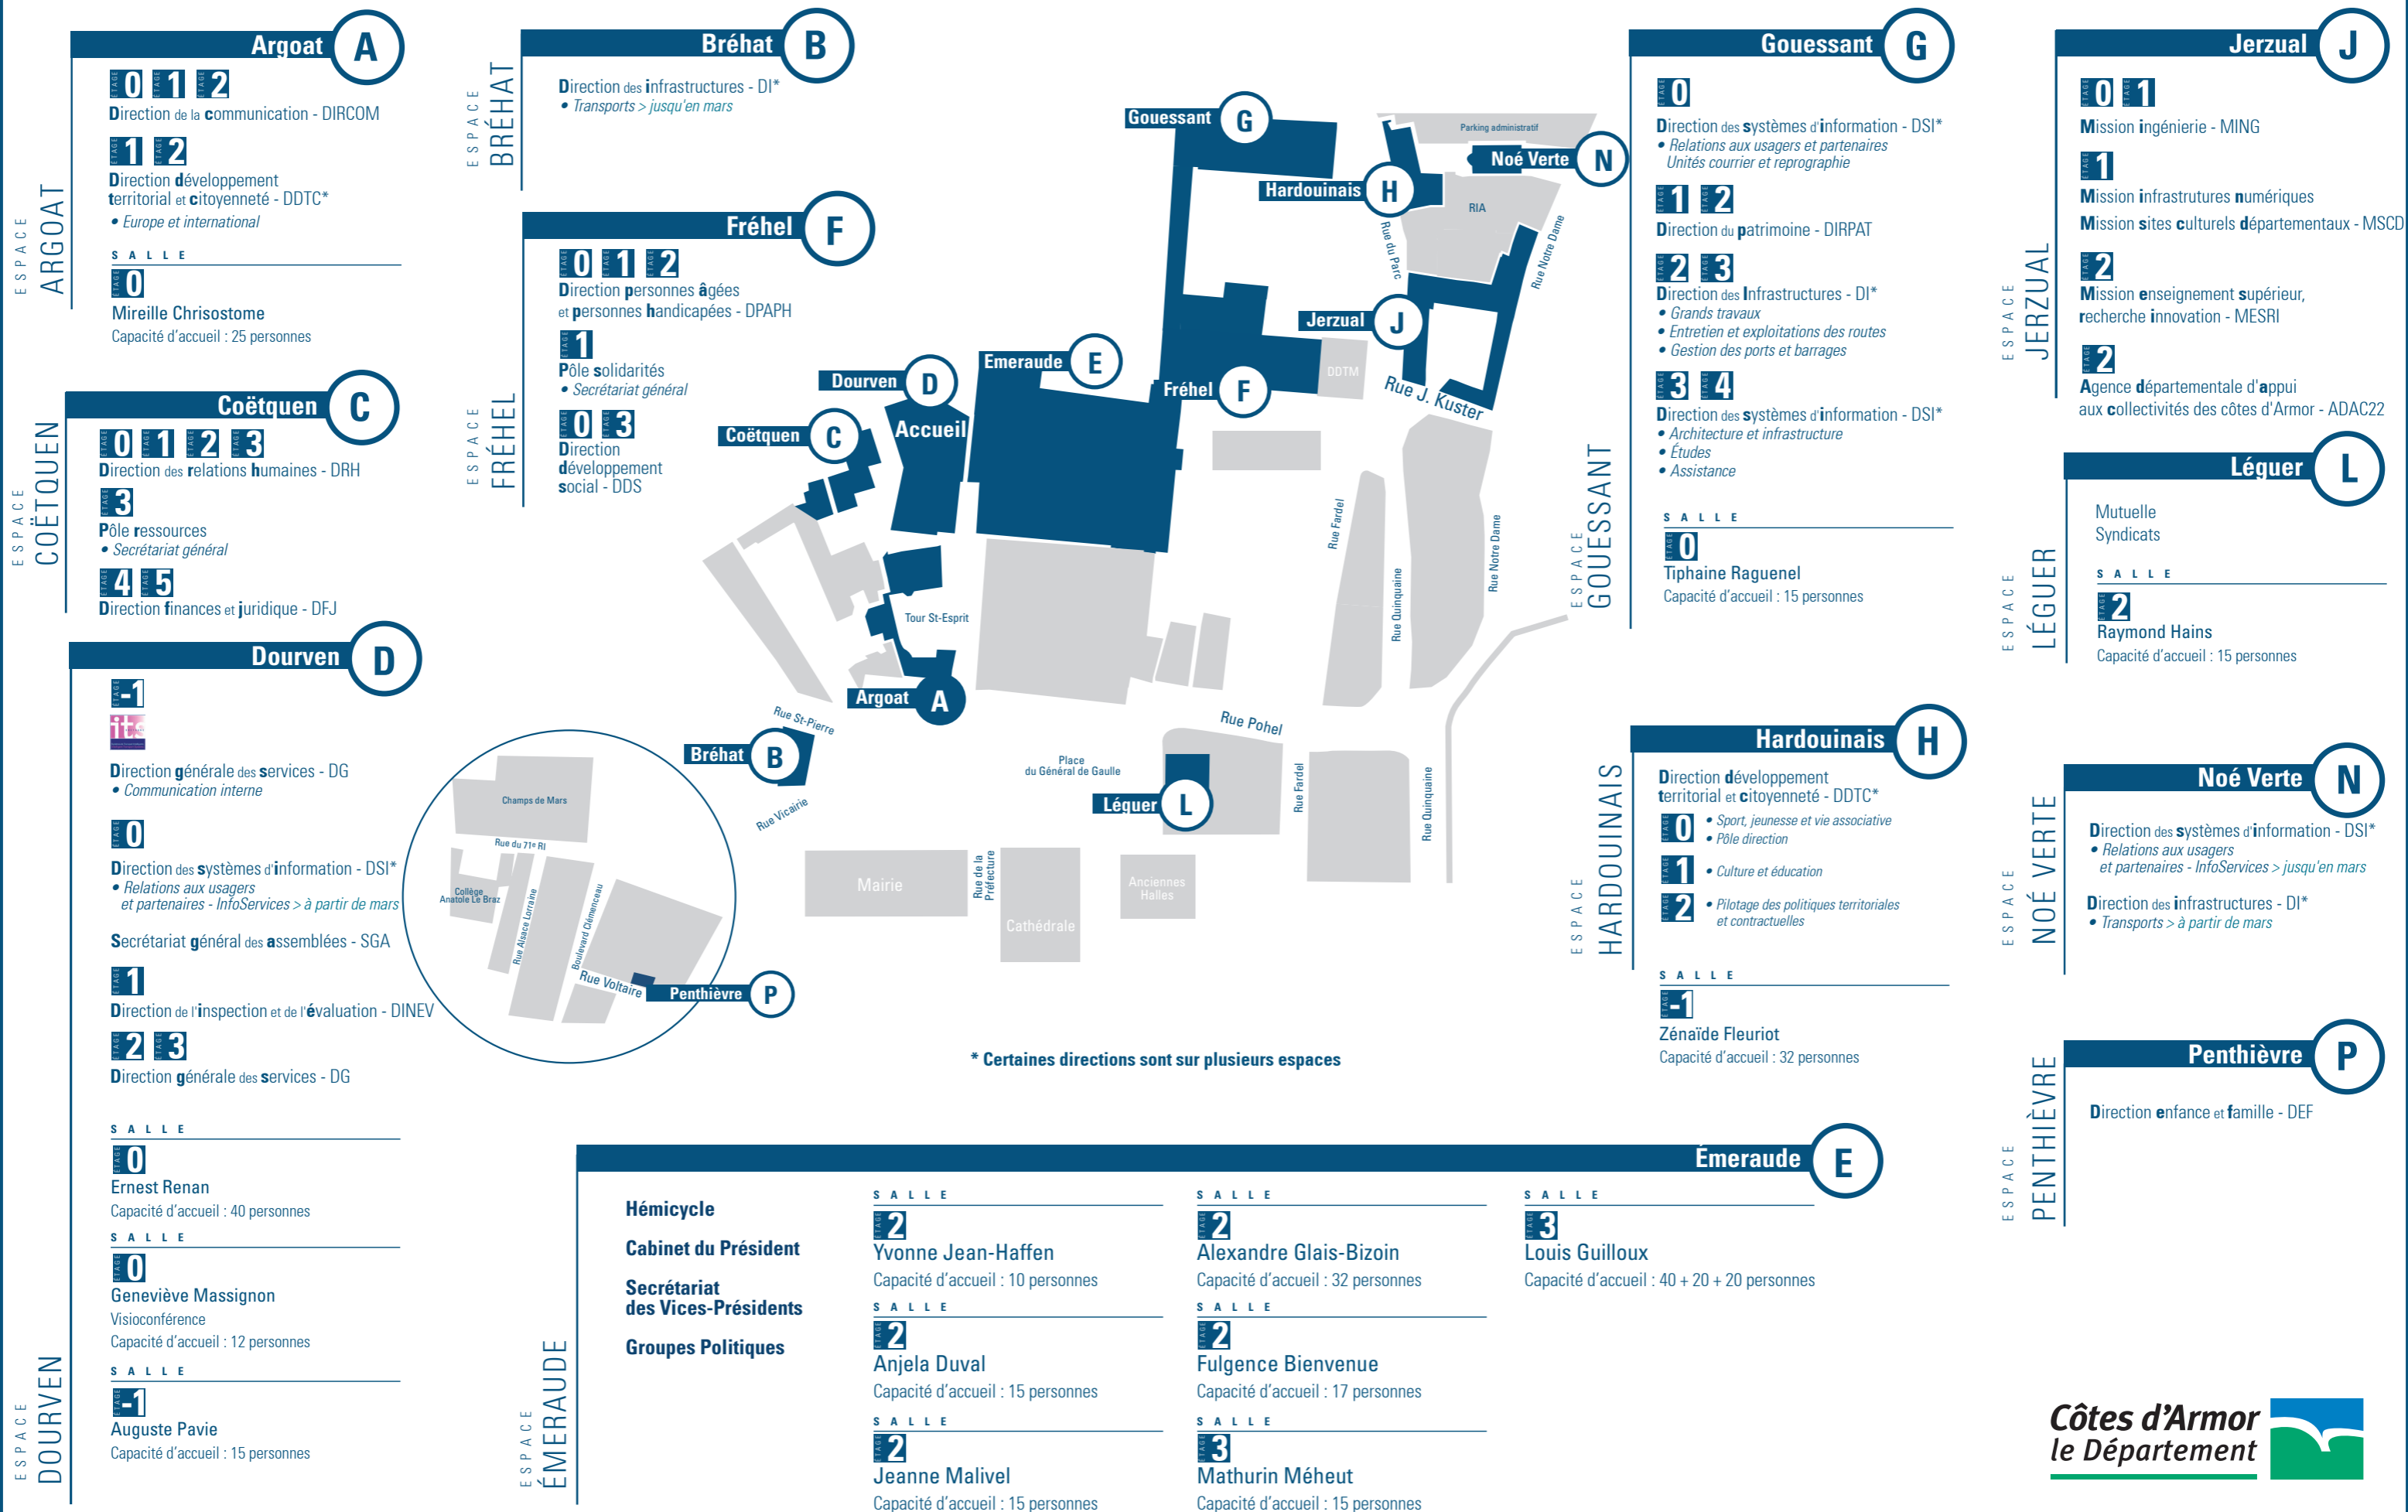 Argoat A
ESPACE
ARGOAT
ÉTAGE 0 ÉTAGE 1 ÉTAGE 2
Direction de la communication - DIRCOM
ÉTAGE 1 ÉTAGE 2
Direction développement
territorial et citoyenneté - DDTC*
• Europe et international
SALLE
ÉTAGE 0
Mireille Chrisostome
Capacité d'accueil : 25 personnes
Coëtquen C
ESPACE
COËTQUEN
ÉTAGE 0 ÉTAGE 1 ÉTAGE 2 ÉTAGE 3
Direction des relations humaines - DRH
ÉTAGE 3
Pôle ressources
• Secrétariat général
ÉTAGE 4 ÉTAGE 5
Direction finances et juridique - DFJ
Dourven D
ESPACE
DOURVEN
ÉTAGE -1
Direction générale des services - DG
• Communication interne
ÉTAGE 0
Direction des systèmes d'information - DSI*
• Relations aux usagers
et partenaires - InfoServices > à partir de mars
Secrétariat général des assemblées - SGA
ÉTAGE 1
Direction de l'inspection et de l'évaluation - DINEV
ÉTAGE 2 ÉTAGE 3
Direction générale des services - DG
SALLE
ÉTAGE 0
Ernest Renan
Capacité d'accueil : 40 personnes
SALLE
ÉTAGE 0
Geneviève Massignon
Visioconférence
Capacité d'accueil : 12 personnes
SALLE
ÉTAGE -1
Auguste Pavie
Capacité d'accueil : 15 personnes
Bréhat B
ESPACE
BRÉHAT
Direction des infrastructures - DI*
• Transports > jusqu'en mars
Fréhel F
ESPACE
FRÉHEL
ÉTAGE 0 ÉTAGE 1 ÉTAGE 2
Direction personnes âgées
et personnes handicapées - DPAPH
ÉTAGE 1
Pôle solidarités
• Secrétariat général
ÉTAGE 0 ÉTAGE 3
Direction
développement
social - DDS
Gouessant G
Parking administratif
Noé Verte N
Hardouinais H
RIA
Rue du Parc
Rue Notre Dame
Jerzual J
Emeraude E
DDTM
Dourven D
Fréhel F
Rue J. Kuster
Accueil
Coëtquen C
Rue Fardel
Rue Quinquaine
Rue Notre Dame
Tour St-Esprit
Argoat A
Rue St-Pierre
Bréhat B
Rue Vicairie
Rue Pohel
Place
du Général de Gaulle
Léguer L
Rue Fardel
Rue Quinquaine
Mairie
Rue de la
Préfecture
Cathédrale
Anciennes
Halles
Champs de Mars
Rue du 71e RI
Collège
Anatole Le Braz
Rue Alsace Lorraine
Boulevard Clémenceau
Rue Voltaire
Penthièvre P
* Certaines directions sont sur plusieurs espaces
Émeraude E
ESPACE
ÉMERAUDE
Hémicycle
Cabinet du Président
Secrétariat
des Vices-Présidents
Groupes Politiques
SALLE
ÉTAGE 2
Yvonne Jean-Haffen
Capacité d'accueil : 10 personnes
SALLE
ÉTAGE 2
Anjela Duval
Capacité d'accueil : 15 personnes
SALLE
ÉTAGE 2
Jeanne Malivel
Capacité d'accueil : 15 personnes
SALLE
ÉTAGE 2
Alexandre Glais-Bizoin
Capacité d'accueil : 32 personnes
SALLE
ÉTAGE 2
Fulgence Bienvenue
Capacité d'accueil : 17 personnes
SALLE
ÉTAGE 3
Mathurin Méheut
Capacité d'accueil : 15 personnes
SALLE
ÉTAGE 3
Louis Guilloux
Capacité d'accueil : 40 + 20 + 20 personnes
Gouessant G
ESPACE
GOUESSANT
ÉTAGE 0
Direction des systèmes d'information - DSI*
• Relations aux usagers et partenaires
Unités courrier et reprographie
ÉTAGE 1 ÉTAGE 2
Direction du patrimoine - DIRPAT
ÉTAGE 2 ÉTAGE 3
Direction des Infrastructures - DI*
• Grands travaux
• Entretien et exploitations des routes
• Gestion des ports et barrages
ÉTAGE 3 ÉTAGE 4
Direction des systèmes d'information - DSI*
• Architecture et infrastructure
• Études
• Assistance
SALLE
ÉTAGE 0
Tiphaine Raguenel
Capacité d'accueil : 15 personnes
Hardouinais H
ESPACE
HARDOUINAIS
Direction développement
territorial et citoyenneté - DDTC*
ÉTAGE 0 • Sport, jeunesse et vie associative
• Pôle direction
ÉTAGE 1 • Culture et éducation
ÉTAGE 2 • Pilotage des politiques territoriales
et contractuelles
SALLE
ÉTAGE -1
Zénaïde Fleuriot
Capacité d'accueil : 32 personnes
Jerzual J
ESPACE
JERZUAL
ÉTAGE 0 ÉTAGE 1
Mission ingénierie - MING
ÉTAGE 1
Mission infrastrutures numériques
Mission sites culturels départementaux - MSCD
ÉTAGE 2
Mission enseignement supérieur,
recherche innovation - MESRI
ÉTAGE 2
Agence départementale d'appui
aux collectivités des côtes d'Armor - ADAC22
Léguer L
ESPACE
LÉGUER
Mutuelle
Syndicats
SALLE
ÉTAGE 2
Raymond Hains
Capacité d'accueil : 15 personnes
Noé Verte N
ESPACE
NOÉ VERTE
Direction des systèmes d'information - DSI*
• Relations aux usagers
et partenaires - InfoServices > jusqu'en mars
Direction des infrastructures - DI*
• Transports > à partir de mars
Penthièvre P
ESPACE
PENTHIÈVRE
Direction enfance et famille - DEF
Côtes d'Armor
le Département